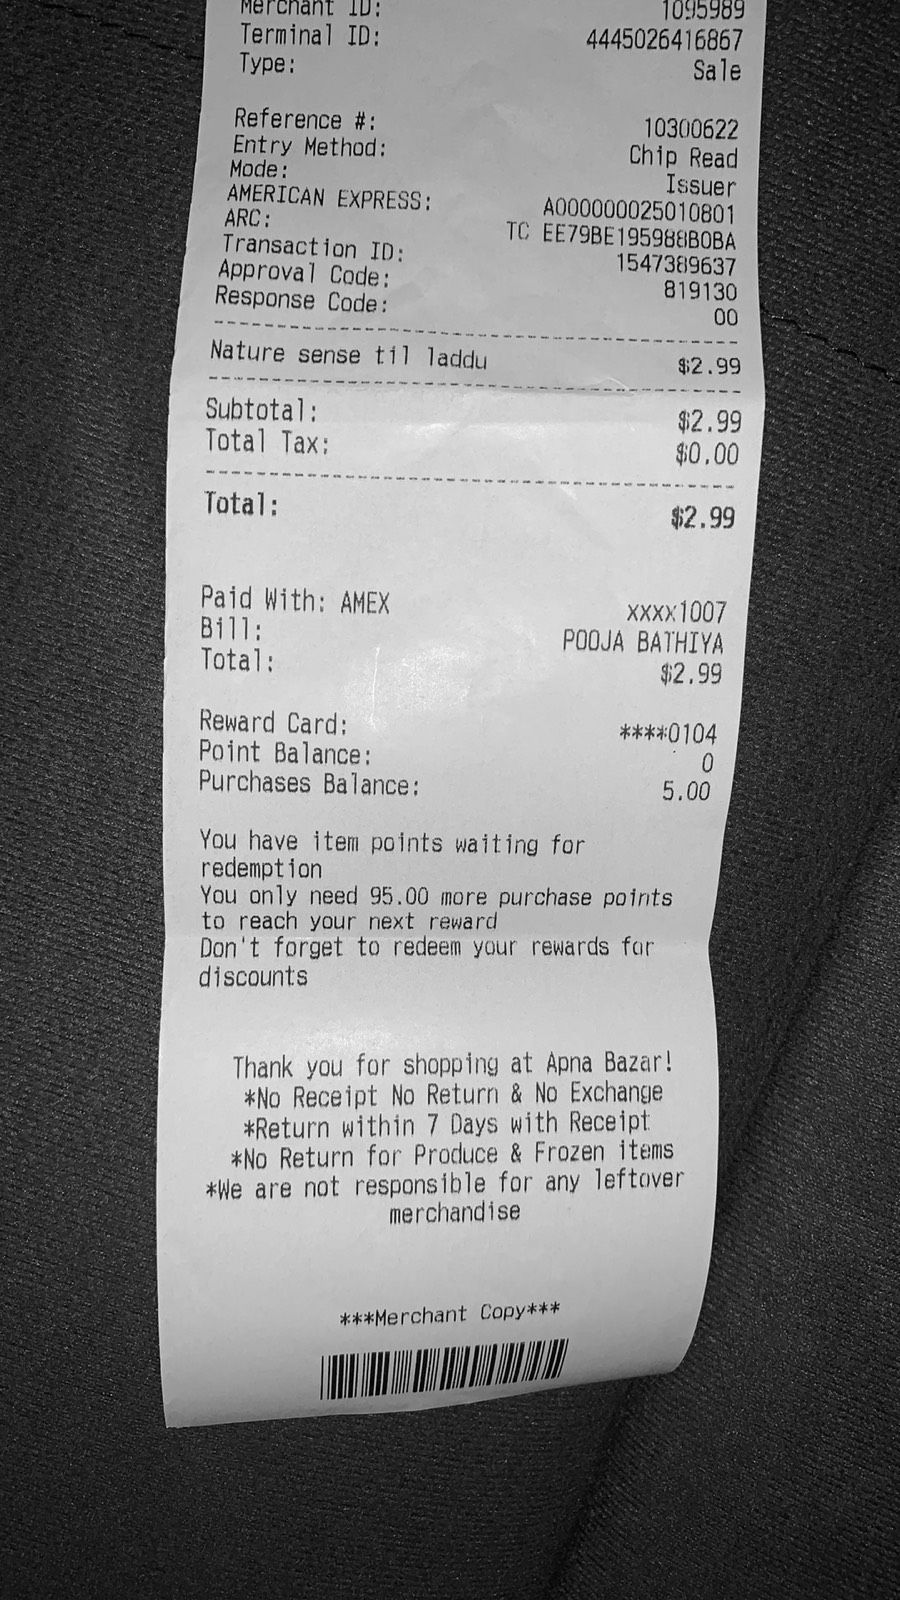 Merchant ID: 1095989
Terminal ID: 4445026416867
Type: Sale
Reference #: 10300622
Entry Method: Chip Read
Mode: Issuer
AMERICAN EXPRESS: A000000025010801
ARC: TC EE79BE195988B0BA
Transaction ID: 1547389637
Approval Code: 819130
Response Code: 00
Nature sense til laddu $2.99
Subtotal: $2.99
Total Tax: $0.00
Total: $2.99
Paid With: AMEX xxxx1007
Bill: POOJA BATHIYA
Total: $2.99
Reward Card: ****0104
Point Balance: 0
Purchases Balance: 5.00
You have item points waiting for
redemption
You only need 95.00 more purchase points
to reach your next reward
Don't forget to redeem your rewards for
discounts
Thank you for shopping at Apna Bazar!
*No Receipt No Return & No Exchange
*Return within 7 Days with Receipt
*No Return for Produce & Frozen items
*We are not responsible for any leftover
merchandise
***Merchant Copy***